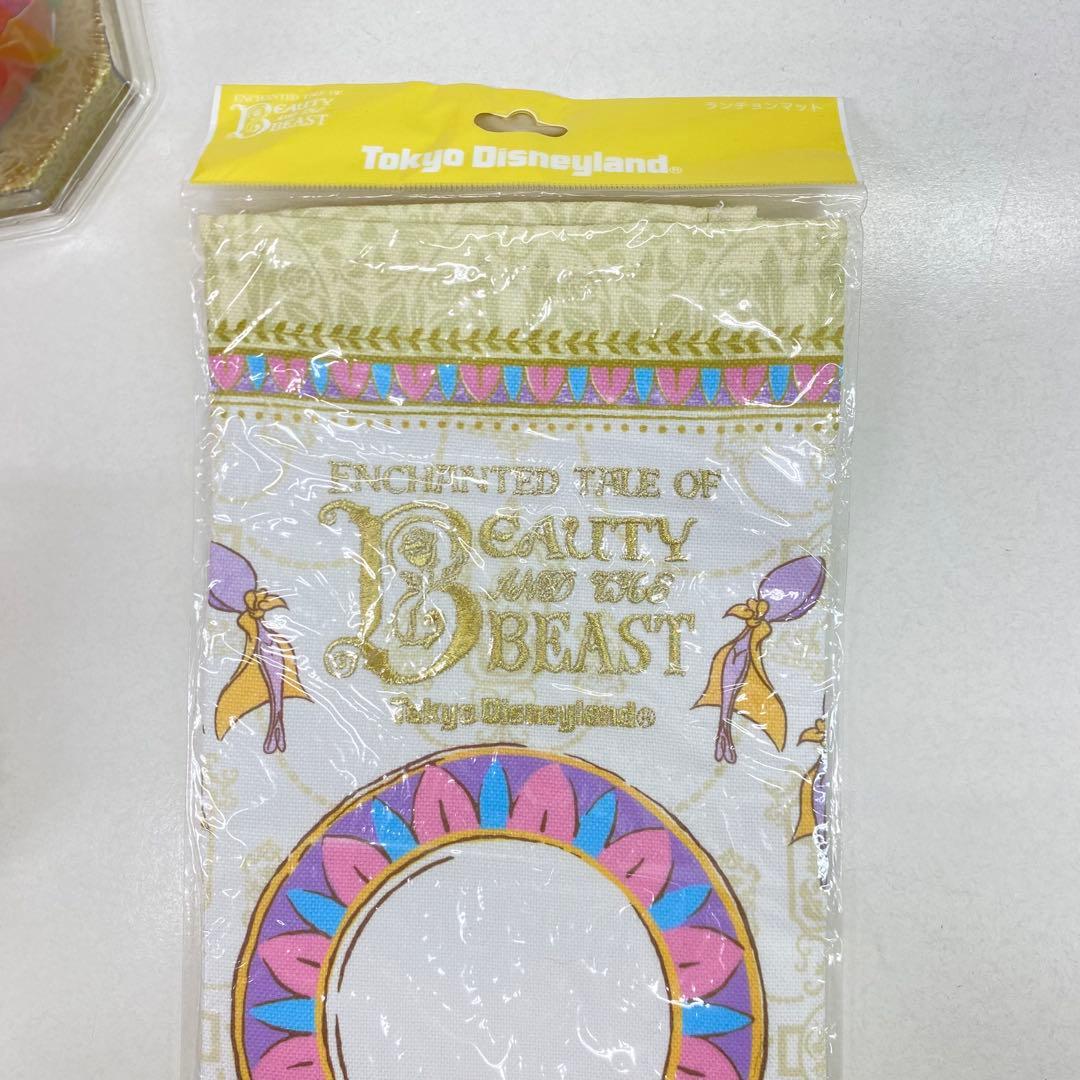 ENCHANTED TALE OF
BEAUTY
AND THE
BEAST
ランチョンマット
Tokyo Disneyland®
ENCHANTED TALE OF
BEAUTY
AND THE
BEAST
Tokyo Disneyland®